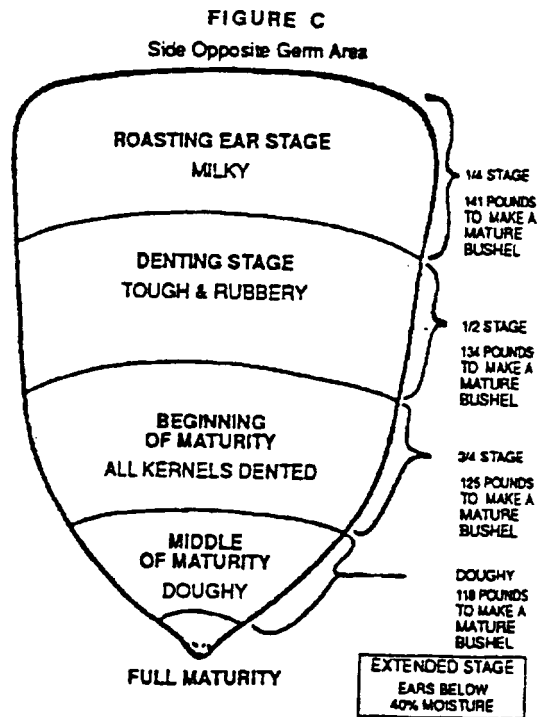 FIGURE C
Side Opposite Germ Area
ROASTING EAR STAGE
MILKY
1/4 STAGE
141 POUNDS
TO MAKE A
MATURE
BUSHEL
DENTING STAGE
TOUGH & RUBBERY
1/2 STAGE
134 POUNDS
TO MAKE A
MATURE
BUSHEL
BEGINNING
OF MATURITY
ALL KERNELS DENTED
3/4 STAGE
125 POUNDS
TO MAKE A
MATURE
BUSHEL
MIDDLE
OF MATURITY
DOUGHY
DOUGHY
118 POUNDS
TO MAKE A
MATURE
BUSHEL
FULL MATURITY
EXTENDED STAGE
EARS BELOW
40% MOISTURE